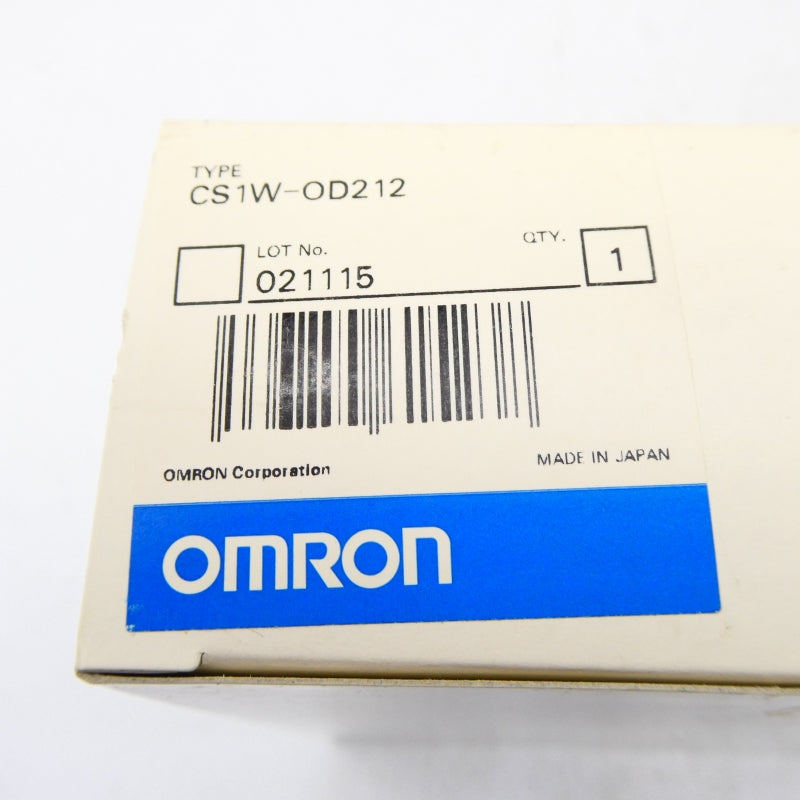 TYPE
CS1W-OD212
LOT No.
021115
QTY.
1
OMRON Corporation
MADE IN JAPAN
OMRON